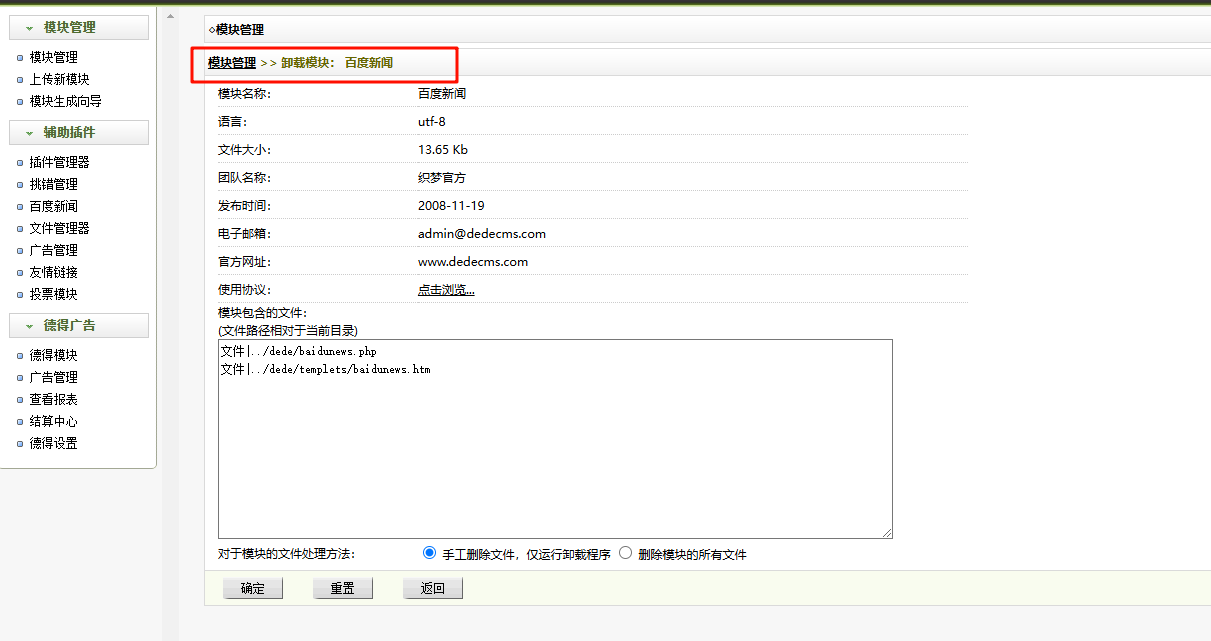 模块管理
模块管理
上传新模块
模块生成向导
辅助插件
插件管理器
挑错管理
百度新闻
文件管理器
广告管理
友情链接
投票模块
德得广告
德得模块
广告管理
查看报表
结算中心
德得设置
◇模块管理
模块管理 >> 卸载模块： 百度新闻
模块名称： 百度新闻
语言： utf-8
文件大小： 13.65 Kb
团队名称： 织梦官方
发布时间： 2008-11-19
电子邮箱： admin@dedecms.com
官方网址： www.dedecms.com
使用协议： 点击浏览...
模块包含的文件：
(文件路径相对于当前目录)
文件|../dede/baidunews.php
文件|../dede/templets/baidunews.htm
对于模块的文件处理方法： 手工删除文件，仅运行卸载程序 删除模块的所有文件
确定 重置 返回